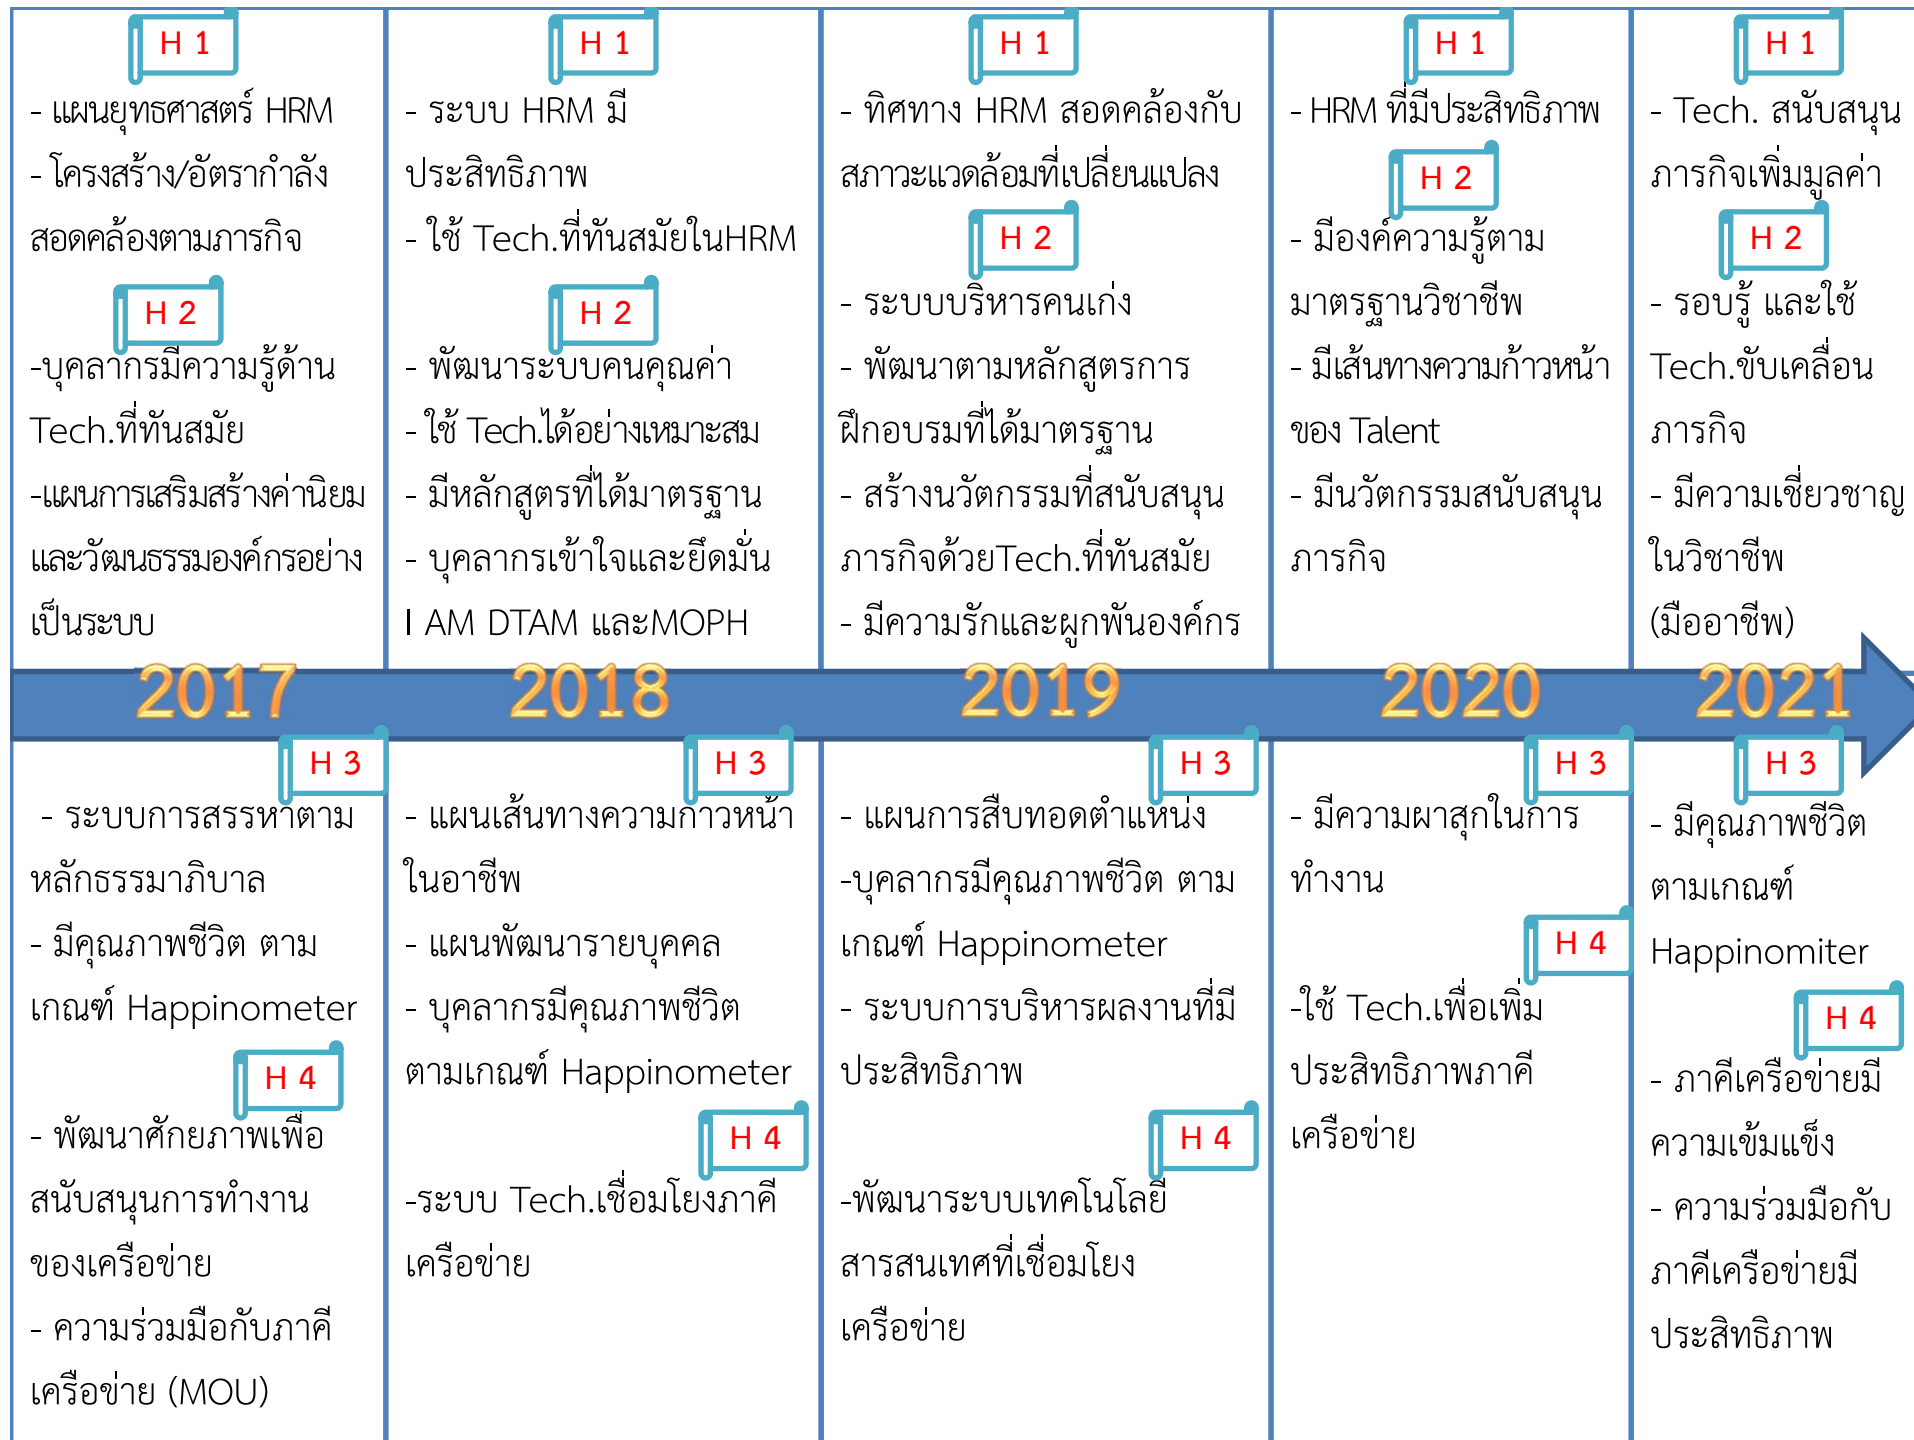 H 1
- แผนยุทธศาสตร์ HRM
- โครงสร้าง/อัตรากำลัง
สอดคล้องตามภารกิจ
H 2
-บุคลากรมีความรู้ด้าน
Tech.ที่ทันสมัย
-แผนการเสริมสร้างค่านิยม
และวัฒนธรรมองค์กรอย่าง
เป็นระบบ
H 1
- ระบบ HRM มี
ประสิทธิภาพ
- ใช้ Tech.ที่ทันสมัยในHRM
H 2
- พัฒนาระบบคนคุณค่า
- ใช้ Tech.ได้อย่างเหมาะสม
- มีหลักสูตรที่ได้มาตรฐาน
- บุคลากรเข้าใจและยึดมั่น
I AM DTAM และMOPH
H 1
- ทิศทาง HRM สอดคล้องกับ
สภาวะแวดล้อมที่เปลี่ยนแปลง
H 2
- ระบบบริหารคนเก่ง
- พัฒนาตามหลักสูตรการ
ฝึกอบรมที่ได้มาตรฐาน
- สร้างนวัตกรรมที่สนับสนุน
ภารกิจด้วยTech.ที่ทันสมัย
- มีความรักและผูกพันองค์กร
H 1
- HRM ที่มีประสิทธิภาพ
H 2
- มีองค์ความรู้ตาม
มาตรฐานวิชาชีพ
- มีเส้นทางความก้าวหน้า
ของ Talent
- มีนวัตกรรมสนับสนุน
ภารกิจ
H 1
- Tech. สนับสนุน
ภารกิจเพิ่มมูลค่า
H 2
- รอบรู้ และใช้
Tech.ขับเคลื่อน
ภารกิจ
- มีความเชี่ยวชาญ
ในวิชาชีพ
(มืออาชีพ)
2017
2018
2019
2020
2021
H 3
- ระบบการสรรหาตาม
หลักธรรมาภิบาล
- มีคุณภาพชีวิต ตาม
เกณฑ์ Happinometer
H 4
- พัฒนาศักยภาพเพื่อ
สนับสนุนการทำงาน
ของเครือข่าย
- ความร่วมมือกับภาคี
เครือข่าย (MOU)
H 3
- แผนเส้นทางความก้าวหน้า
ในอาชีพ
- แผนพัฒนารายบุคคล
- บุคลากรมีคุณภาพชีวิต
ตามเกณฑ์ Happinometer
H 4
-ระบบ Tech.เชื่อมโยงภาคี
เครือข่าย
H 3
- แผนการสืบทอดตำแหน่ง
-บุคลากรมีคุณภาพชีวิต ตาม
เกณฑ์ Happinometer
- ระบบการบริหารผลงานที่มี
ประสิทธิภาพ
H 4
-พัฒนาระบบเทคโนโลยี
สารสนเทศที่เชื่อมโยง
เครือข่าย
H 3
- มีความผาสุกในการ
ทำงาน
H 4
-ใช้ Tech.เพื่อเพิ่ม
ประสิทธิภาพภาคี
เครือข่าย
H 3
- มีคุณภาพชีวิต
ตามเกณฑ์
Happinomiter
H 4
- ภาคีเครือข่ายมี
ความเข้มแข็ง
- ความร่วมมือกับ
ภาคีเครือข่ายมี
ประสิทธิภาพ